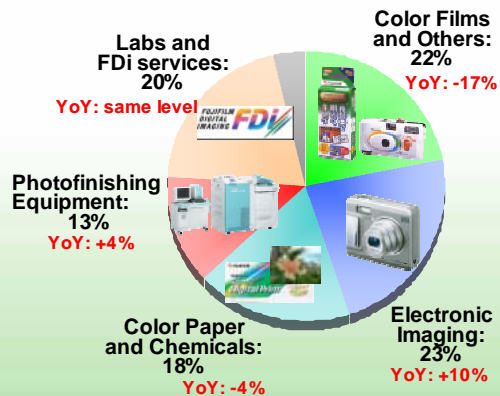 Color Films
and Others:
22%
YoY: -17%
Labs and
FDi services:
20%
YoY: same level
FUJIFILM
DIGITAL
IMAGING
FDi
Photofinishing
Equipment:
13%
YoY: +4%
Color Paper
and Chemicals:
18%
YoY: -4%
Electronic
Imaging:
23%
YoY: +10%